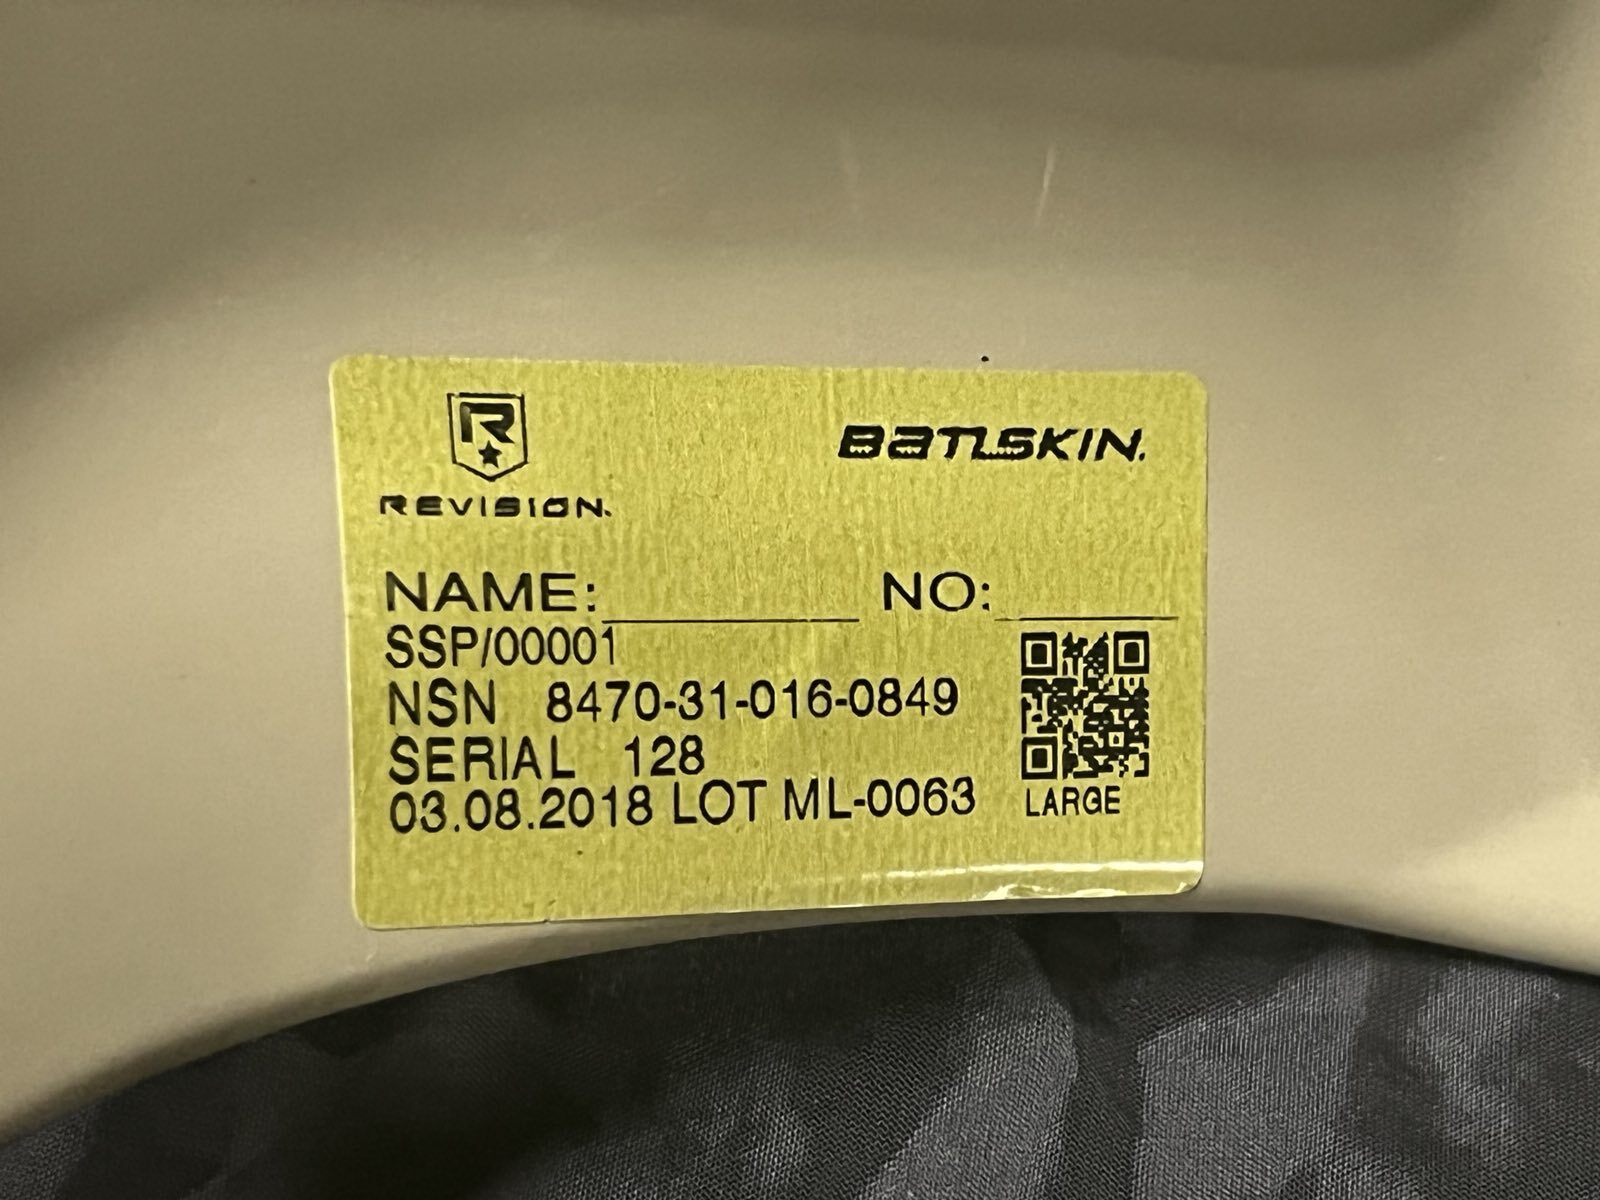 R
REVISION.
BATLSKIN.
NAME: NO:
SSP/00001
NSN 8470-31-016-0849
SERIAL 128
03.08.2018 LOT ML-0063
LARGE